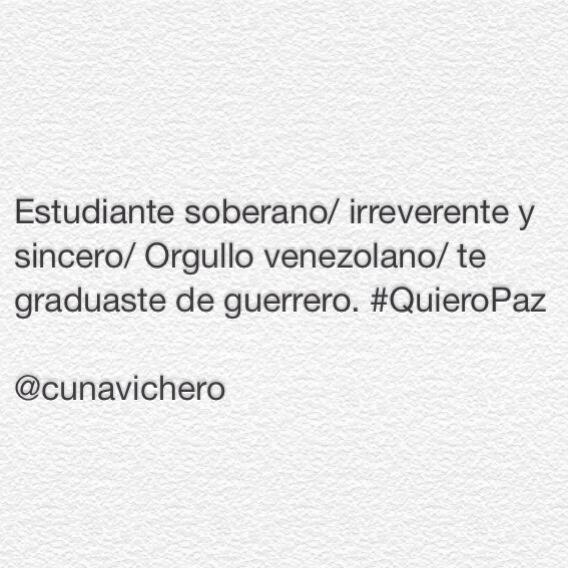 Estudiante soberano/ irreverente y
sincero/ Orgullo venezolano/ te
graduaste de guerrero. #QuieroPaz
@cunavichero